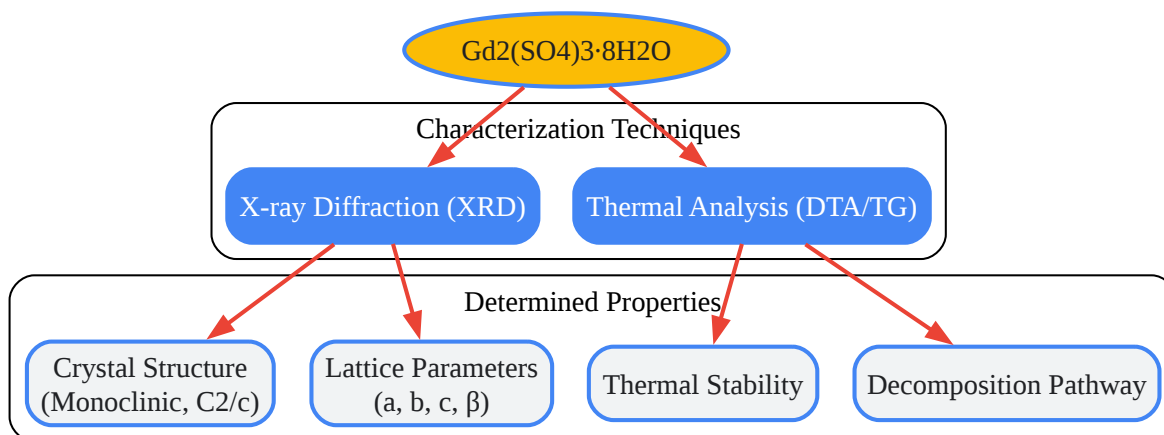 Gd2(SO4)3·8H2O
Characterization Techniques
X-ray Diffraction (XRD)
Thermal Analysis (DTA/TG)
Determined Properties
Crystal Structure
(Monoclinic, C2/c)
Lattice Parameters
(a, b, c, β)
Thermal Stability
Decomposition Pathway